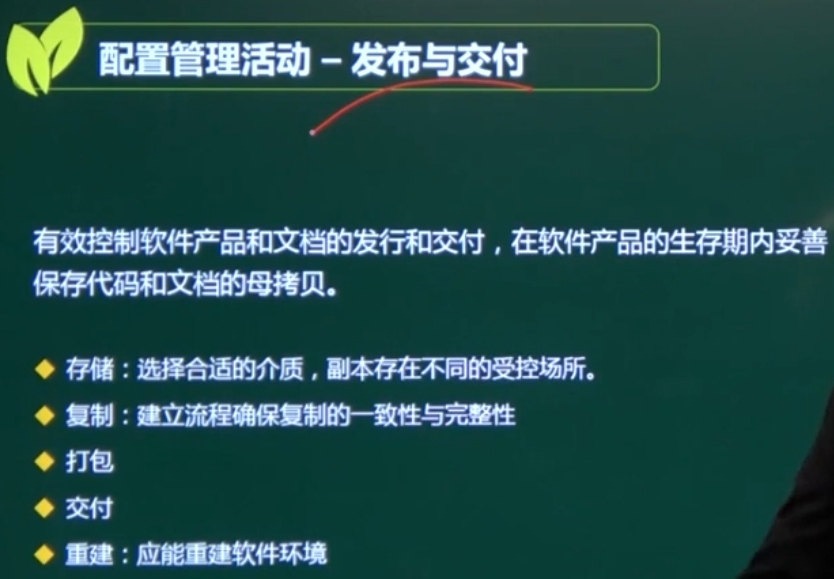 配置管理活动 – 发布与交付
有效控制软件产品和文档的发行和交付，在软件产品的生存期内妥善
保存代码和文档的母拷贝。
存储：选择合适的介质，副本存在不同的受控场所。
复制：建立流程确保复制的一致性与完整性
打包
交付
重建：应能重建软件环境